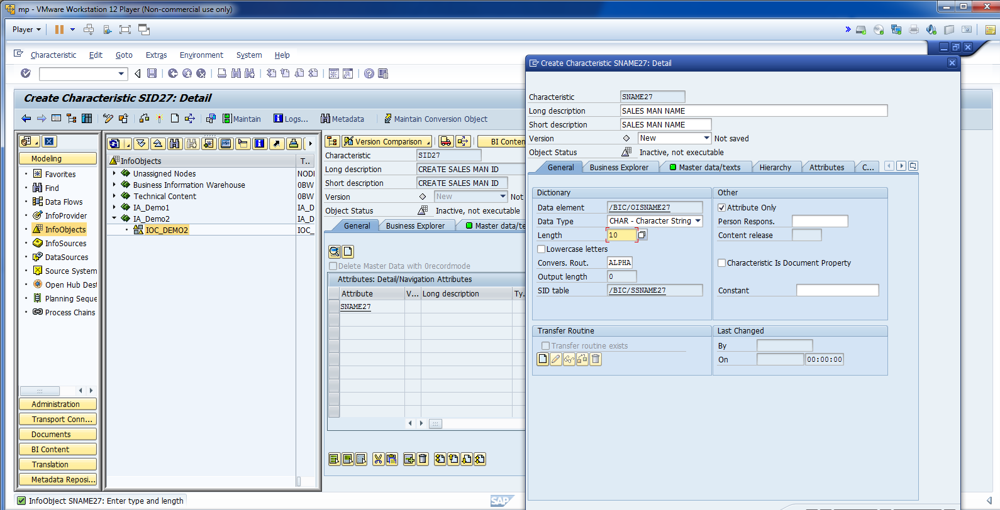 mp - VMware Workstation 12 Player (Non-commercial use only)
Player
Characteristic Edit Goto Extras Environment System Help
Create Characteristic SID27: Detail
Maintain Logs... Metadata Maintain Conversion Object
Modeling
Favorites
Find
Data Flows
InfoProvider
InfoObjects
InfoSources
DataSources
Source System
Open Hub Dest
Planning Seque
Process Chains
Administration
Transport Conn...
Documents
BI Content
Translation
Metadata Reposi...
InfoObjects T..
Unassigned Nodes NODE
Business Information Warehouse 0BW
Technical Content 0BW
IA_Demo1 IA_D
IA_Demo2 IA_D
IOC_DEMO2 IOC_
Version Comparison BI Conten
Characteristic SID27
Long description CREATE SALES MAN ID
Short description CREATE SALES MAN ID
Version New Not
Object Status Inactive, not executable
General Business Explorer Master data/te
Delete Master Data with 0recordmode
Attributes: Detail/Navigation Attributes
Attribute V... Long description Ty.
SNAME27
Create Characteristic SNAME27: Detail
Characteristic SNAME27
Long description SALES MAN NAME
Short description SALES MAN NAME
Version New Not saved
Object Status Inactive, not executable
General Business Explorer Master data/texts Hierarchy Attributes C...
Dictionary
Data element /BIC/OISNAME27
Data Type CHAR - Character String
Length 10
Lowercase letters
Convers. Rout. ALPHA
Output length 0
SID table /BIC/SSNAME27
Other
Attribute Only
Person Respons.
Content release
Characteristic Is Document Property
Constant
Transfer Routine
Transfer routine exists
Last Changed
By
On 00:00:00
InfoObject SNAME27: Enter type and length
SAP